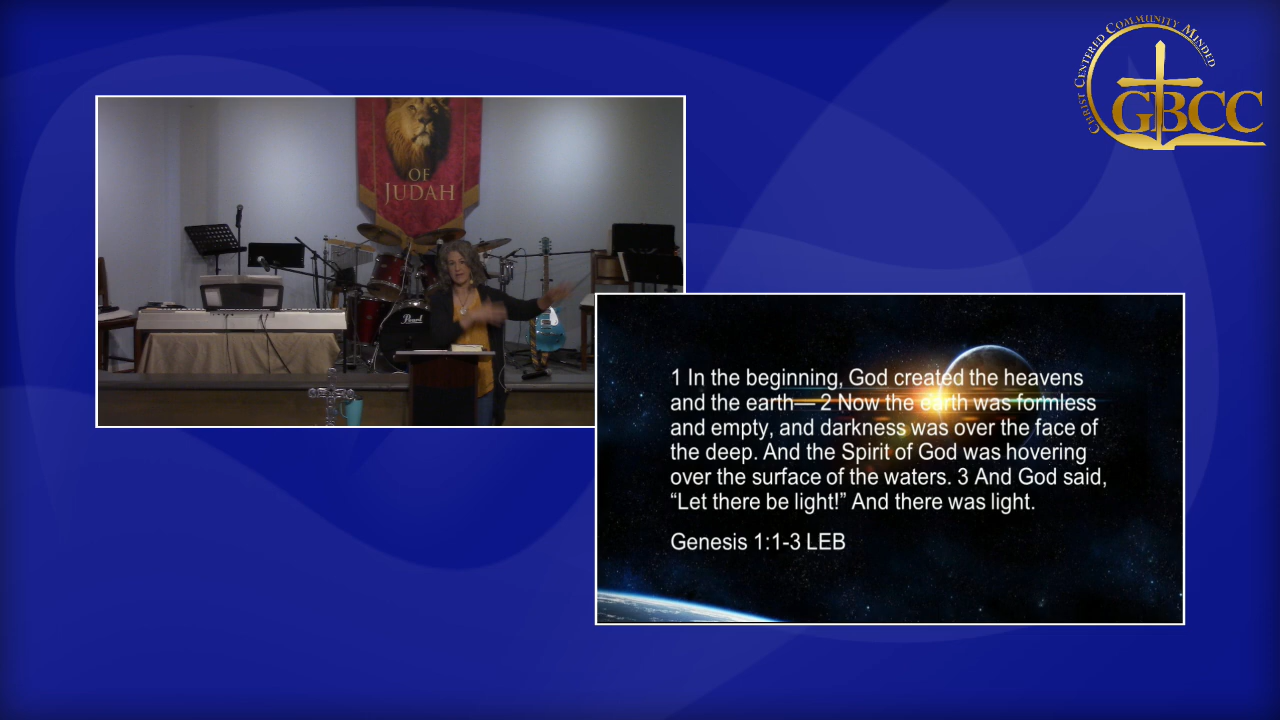 CHRIST CENTERED COMMUNITY MINDED
GBCC
OF
JUDAH
Pearl
1 In the beginning, God created the heavens
and the earth— 2 Now the earth was formless
and empty, and darkness was over the face of
the deep. And the Spirit of God was hovering
over the surface of the waters. 3 And God said,
“Let there be light!” And there was light.
Genesis 1:1-3 LEB